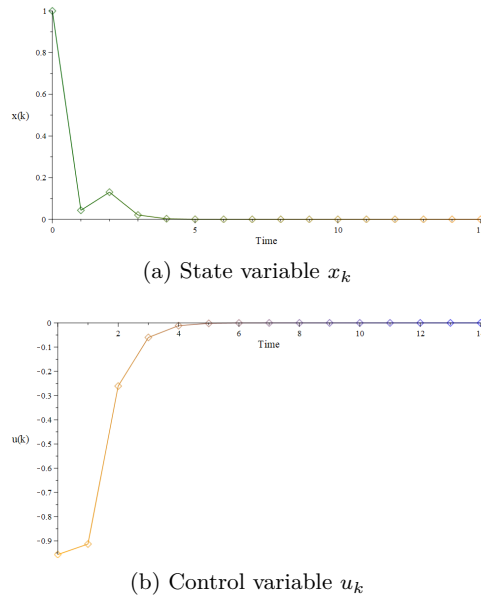 1
0.8
x(k)
0.6
0.4
0.2
0
0 5 10 1
Time
(a) State variable x_k
0
2 4 6 8 10 12 1
Time
−0.1
−0.2
−0.3
−0.4
−0.5
u(k)
−0.6
−0.7
−0.8
−0.9
(b) Control variable u_k